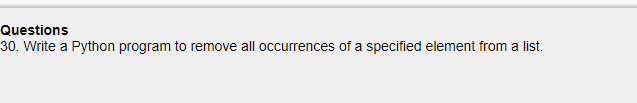 Questions
30. Write a Python program to remove all occurrences of a specified element from a list.